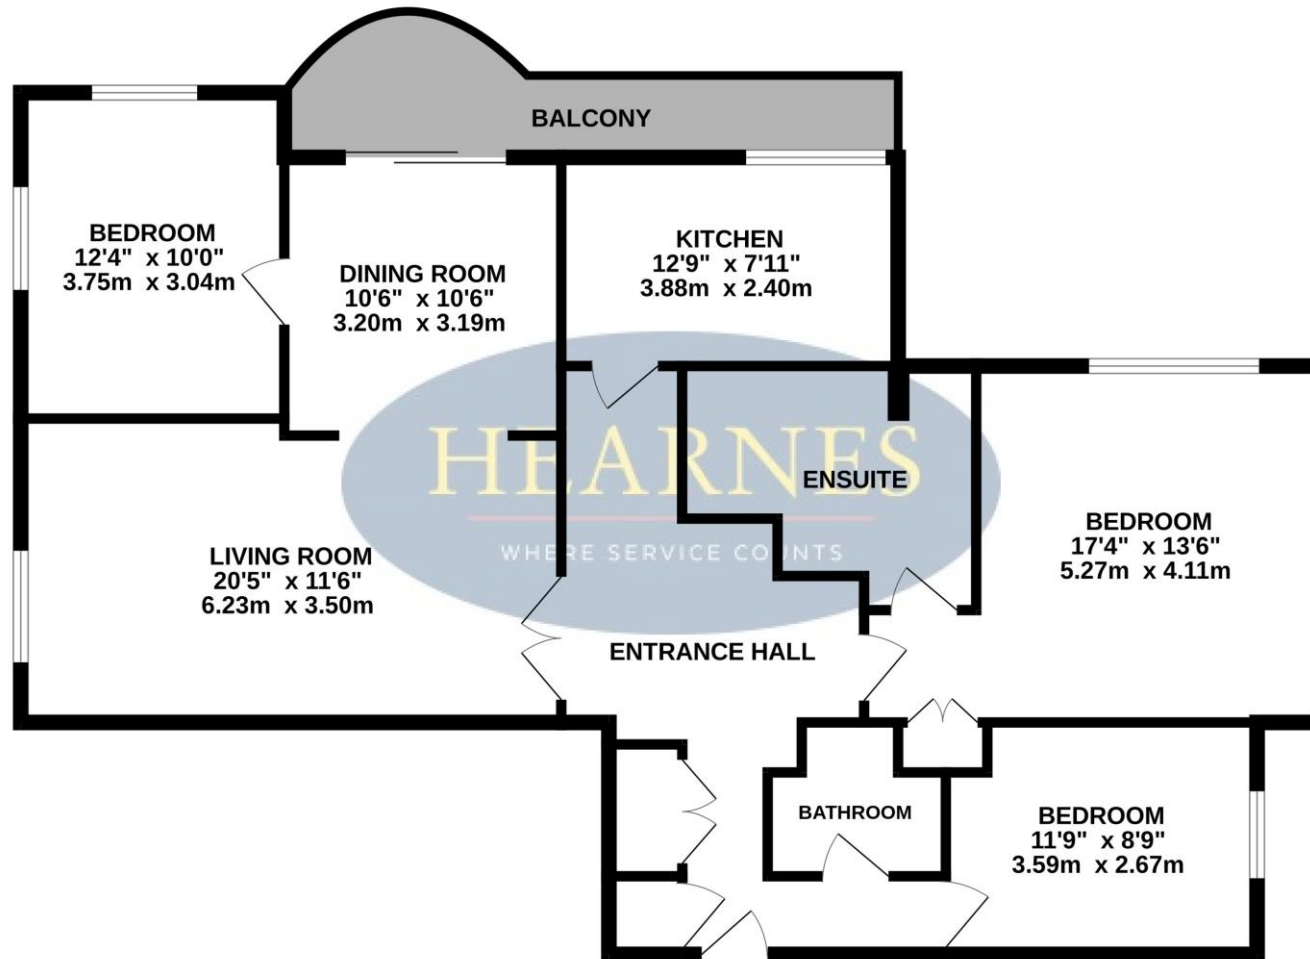 BALCONY
BEDROOM
12'4" x 10'0"
3.75m x 3.04m
DINING ROOM
10'6" x 10'6"
3.20m x 3.19m
KITCHEN
12'9" x 7'11"
3.88m x 2.40m
HEARNES
WHERE SERVICE COUNTS
ENSUITE
BEDROOM
17'4" x 13'6"
5.27m x 4.11m
LIVING ROOM
20'5" x 11'6"
6.23m x 3.50m
ENTRANCE HALL
BATHROOM
BEDROOM
11'9" x 8'9"
3.59m x 2.67m